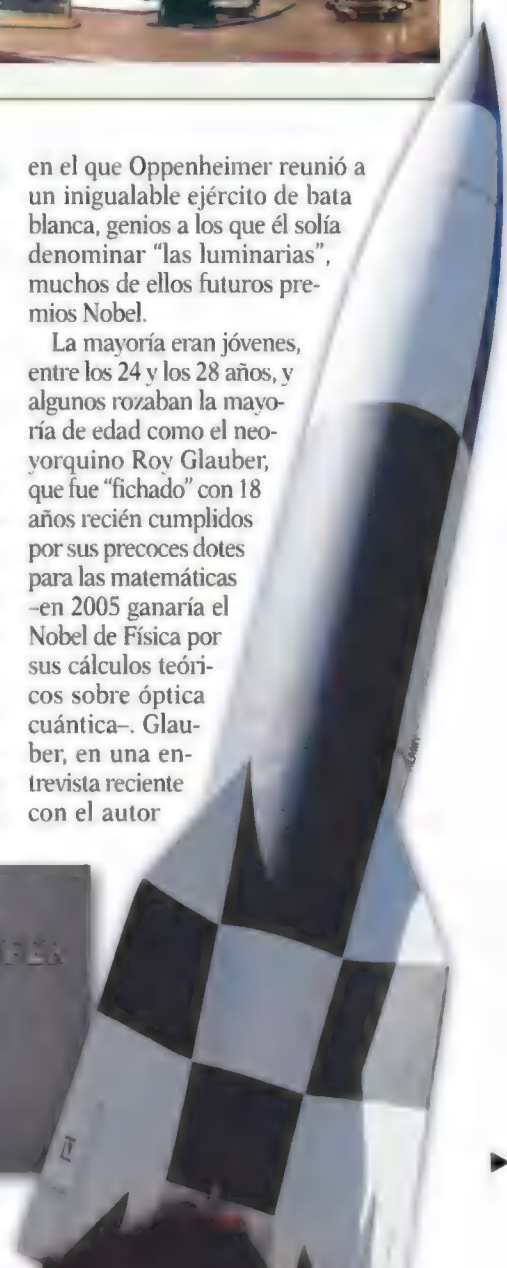 en el que Oppenheimer reunió a
un inigualable ejército de bata
blanca, genios a los que él solía
denominar "las luminarias",
muchos de ellos futuros pre-
mios Nobel.
La mayoría eran jóvenes,
entre los 24 y los 28 años, y
algunos rozaban la mayo-
ría de edad como el neo-
yorquino Roy Glauber,
que fue "fichado" con 18
años recién cumplidos
por sus precoces dotes
para las matemáticas
-en 2005 ganaría el
Nobel de Física por
sus cálculos teóri-
cos sobre óptica
cuántica-. Glau-
ber, en una en-
trevista reciente
con el autor